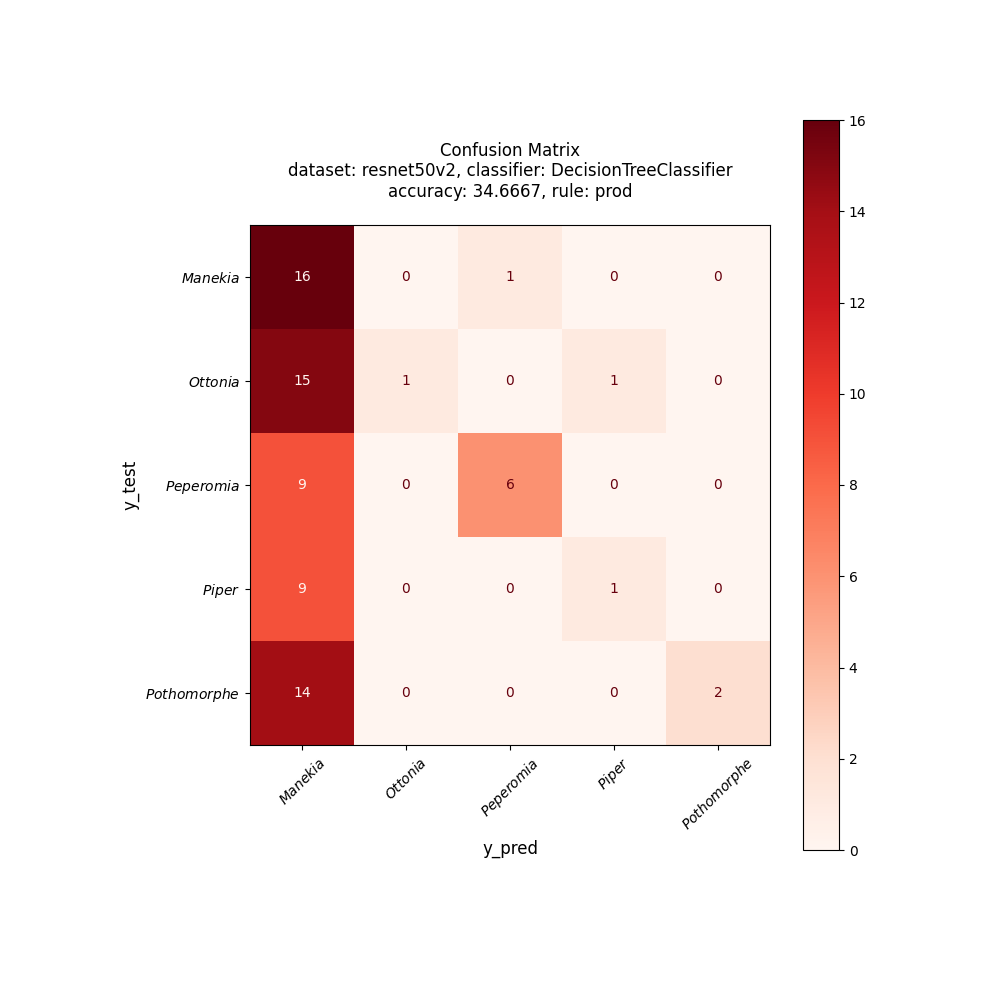 Confusion Matrix
dataset: resnet50v2, classifier: DecisionTreeClassifier
accuracy: 34.6667, rule: prod
Manekia 16 0 1 0 0
Ottonia 15 1 0 1 0
Peperomia 9 0 6 0 0
Piper 9 0 0 1 0
Pothomorphe 14 0 0 0 2
Manekia Ottonia Peperomia Piper Pothomorphe
y_test
y_pred
16
14
12
10
8
6
4
2
0